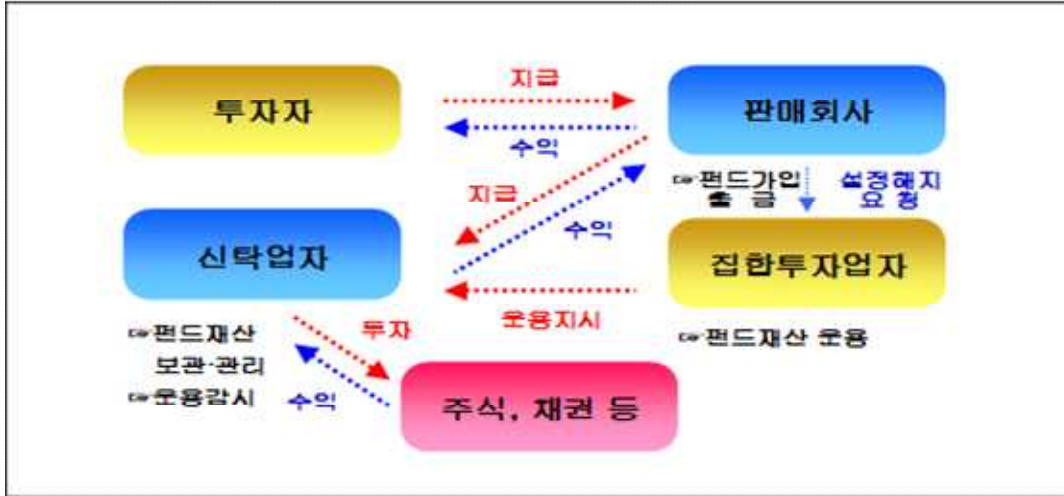 투자자
지급
판매회사
수익
☞펀드가입
출 금
설정해지
요청
지급
수익
신탁업자
집합투자업자
운용지시
☞펀드재산
보관·관리
☞운용감시
투자
수익
☞펀드재산 운용
주식, 채권 등